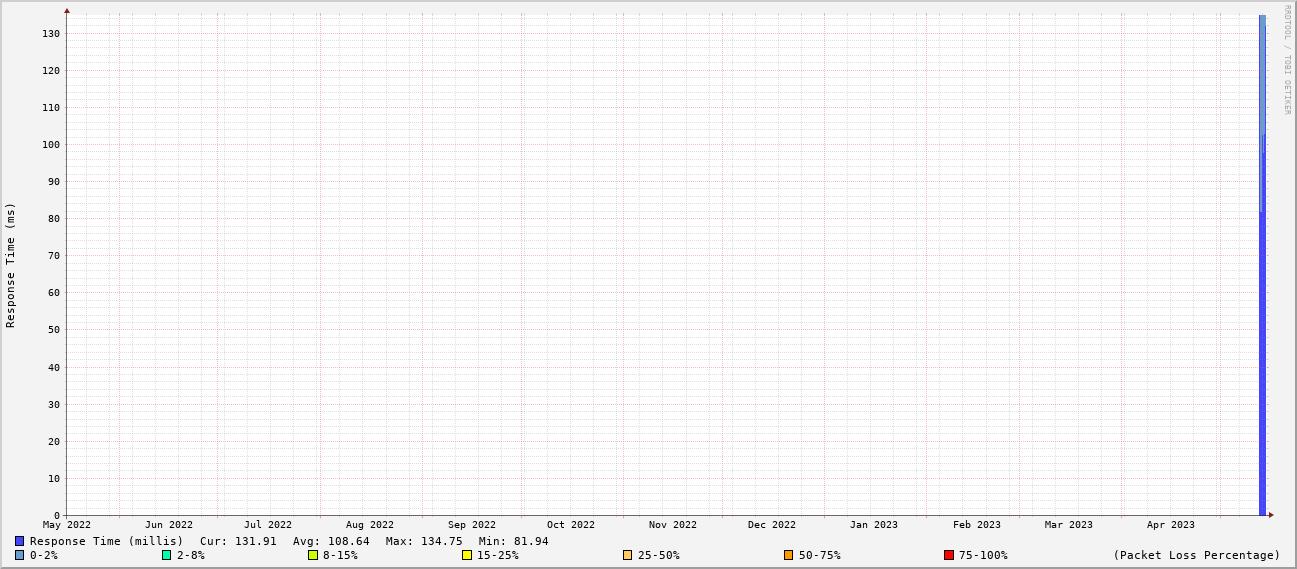 RRDTOOL / TOBI OETIKER
Response Time (ms)
130
120
110
100
90
80
70
60
50
40
30
20
10
0
May 2022 Jun 2022 Jul 2022 Aug 2022 Sep 2022 Oct 2022 Nov 2022 Dec 2022 Jan 2023 Feb 2023 Mar 2023 Apr 2023
Response Time (millis) Cur: 131.91 Avg: 108.64 Max: 134.75 Min: 81.94
0-2% 2-8% 8-15% 15-25% 25-50% 50-75% 75-100% (Packet Loss Percentage)